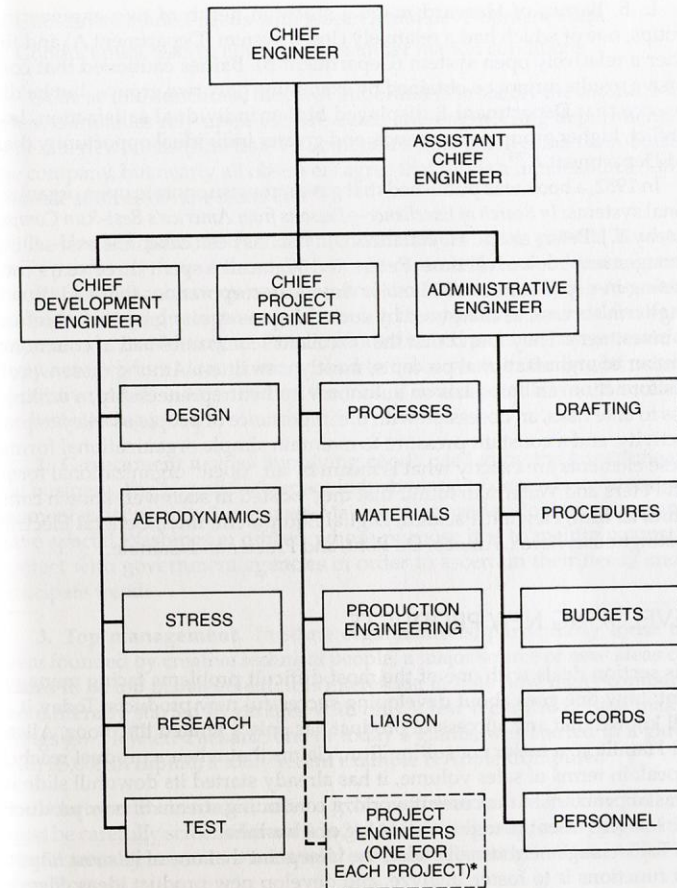 CHIEF
ENGINEER
ASSISTANT
CHIEF
ENGINEER
CHIEF
DEVELOPMENT
ENGINEER
CHIEF
PROJECT
ENGINEER
ADMINISTRATIVE
ENGINEER
DESIGN
AERODYNAMICS
STRESS
RESEARCH
TEST
PROCESSES
MATERIALS
PRODUCTION
ENGINEERING
LIAISON
PROJECT
ENGINEERS
(ONE FOR
EACH PROJECT)*
DRAFTING
PROCEDURES
BUDGETS
RECORDS
PERSONNEL